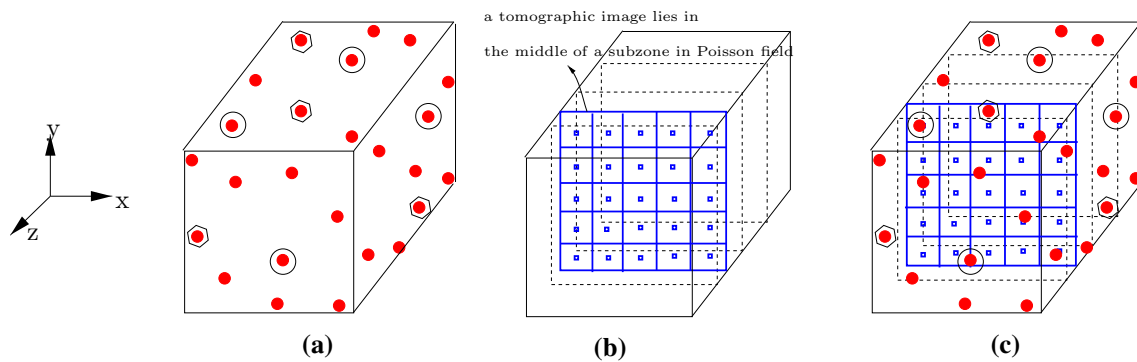 a tomographic image lies in
the middle of a subzone in Poisson field
y
x
z
(a)
(b)
(c)